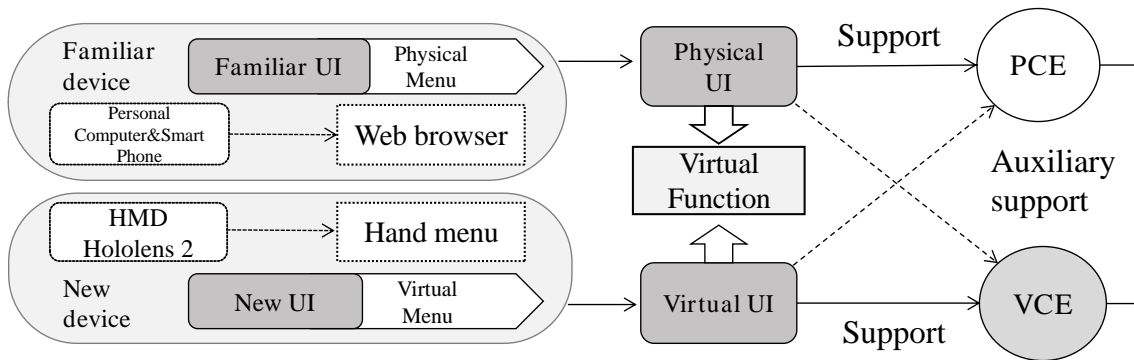 Familiar
device
Familiar UI
Physical
Menu
Personal
Computer&Smart
Phone
Web browser
HMD
Hololens 2
Hand menu
New
device
New UI
Virtual
Menu
Physical
UI
Virtual
Function
Virtual UI
Support
PCE
Auxiliary
support
VCE
Support